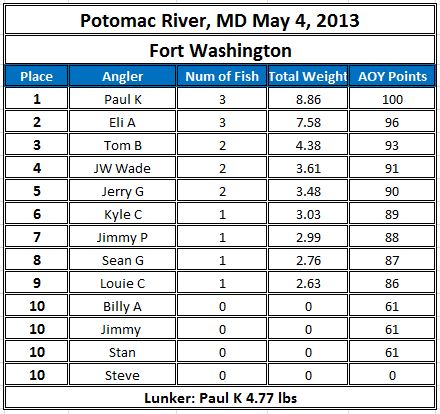 Potomac River, MD May 4, 2013
Fort Washington
Place Angler Num of Fish Total Weight AOY Points
1 Paul K 3 8.86 100
2 Eli A 3 7.58 96
3 Tom B 2 4.38 93
4 JW Wade 2 3.61 91
5 Jerry G 2 3.48 90
6 Kyle C 1 3.03 89
7 Jimmy P 1 2.99 88
8 Sean G 1 2.76 87
9 Louie C 1 2.63 86
10 Billy A 0 0 61
10 Jimmy 0 0 61
10 Stan 0 0 61
10 Steve 0 0 0
Lunker: Paul K 4.77 lbs